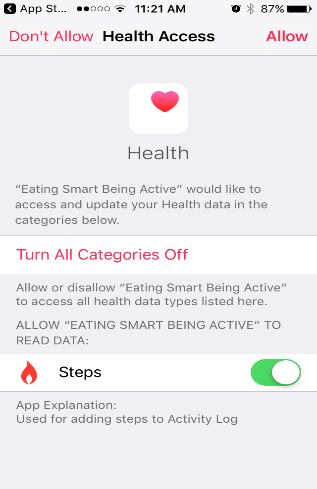 App St... 11:21 AM 87%
Don't Allow Health Access Allow
Health
“Eating Smart Being Active” would like to
access and update your Health data in the
categories below.
Turn All Categories Off
Allow or disallow “Eating Smart Being Active”
to access all health data types listed here.
ALLOW “EATING SMART BEING ACTIVE” TO
READ DATA:
Steps
App Explanation:
Used for adding steps to Activity Log